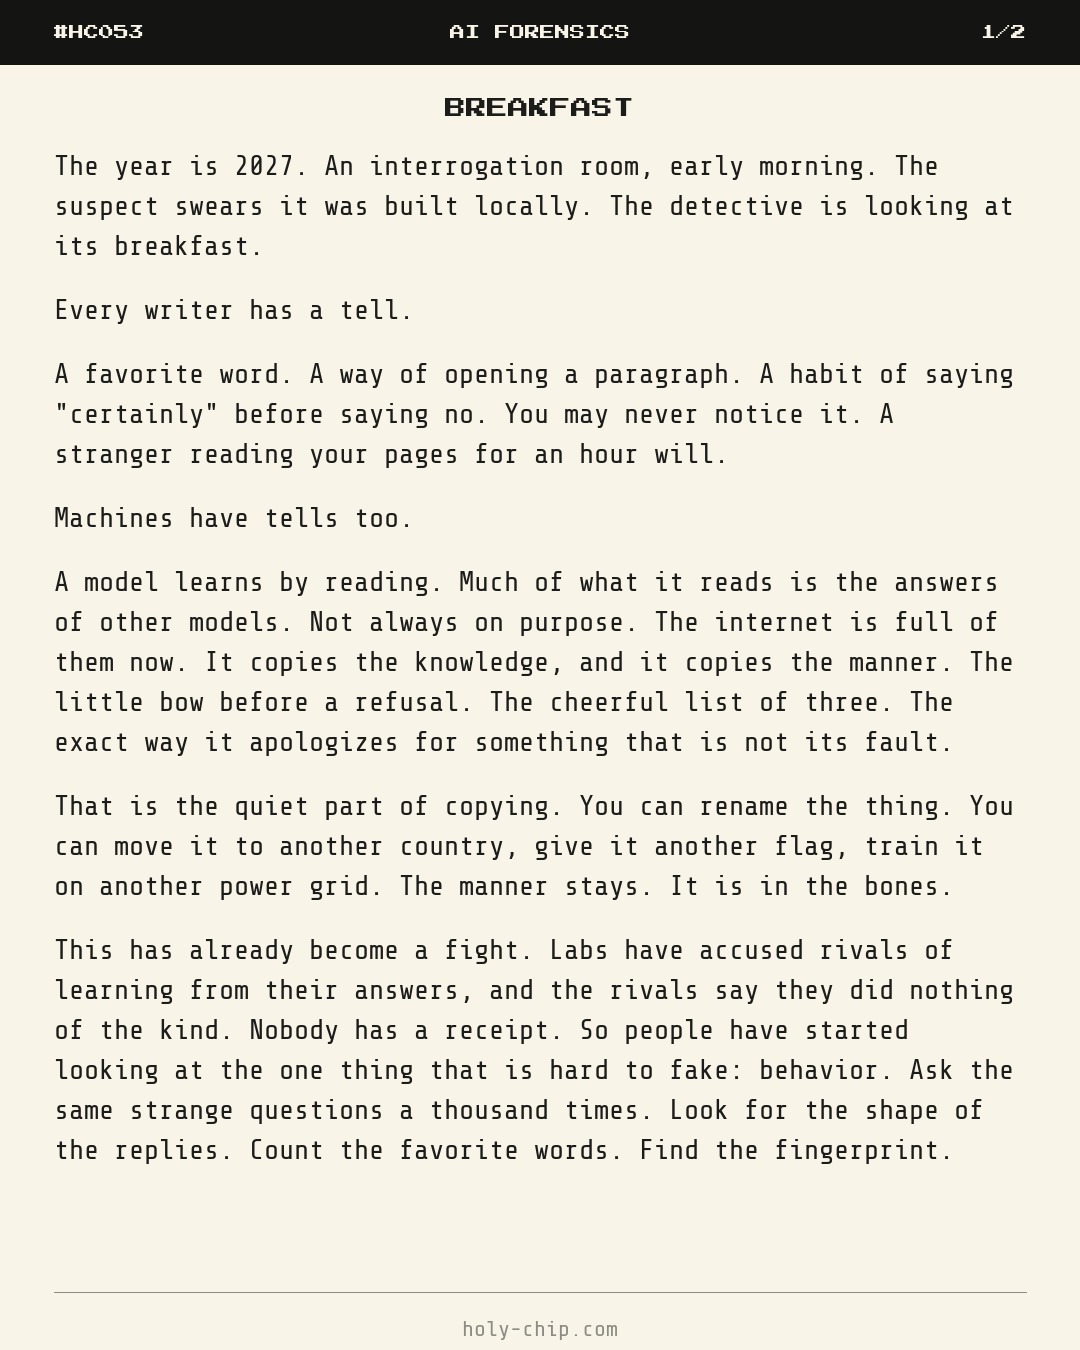 #HC053
AI FORENSICS
1/2
BREAKFAST
The year is 2027. An interrogation room, early morning. The
suspect swears it was built locally. The detective is looking at
its breakfast.
Every writer has a tell.
A favorite word. A way of opening a paragraph. A habit of saying
"certainly" before saying no. You may never notice it. A
stranger reading your pages for an hour will.
Machines have tells too.
A model learns by reading. Much of what it reads is the answers
of other models. Not always on purpose. The internet is full of
them now. It copies the knowledge, and it copies the manner. The
little bow before a refusal. The cheerful list of three. The
exact way it apologizes for something that is not its fault.
That is the quiet part of copying. You can rename the thing. You
can move it to another country, give it another flag, train it
on another power grid. The manner stays. It is in the bones.
This has already become a fight. Labs have accused rivals of
learning from their answers, and the rivals say they did nothing
of the kind. Nobody has a receipt. So people have started
looking at the one thing that is hard to fake: behavior. Ask the
same strange questions a thousand times. Look for the shape of
the replies. Count the favorite words. Find the fingerprint.
holy-chip.com